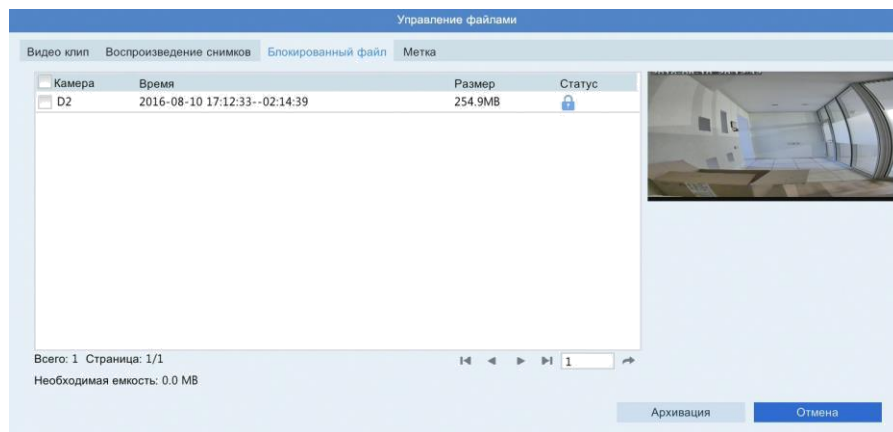 Управление файлами
Видео клип Воспроизведение снимков Блокированный файл Метка
Камера Время Размер Статус
D2 2016-08-10 17:12:33--02:14:39 254.9MB
Всего: 1 Страница: 1/1 1
Необходимая емкость: 0.0 MB
Архивация Отмена